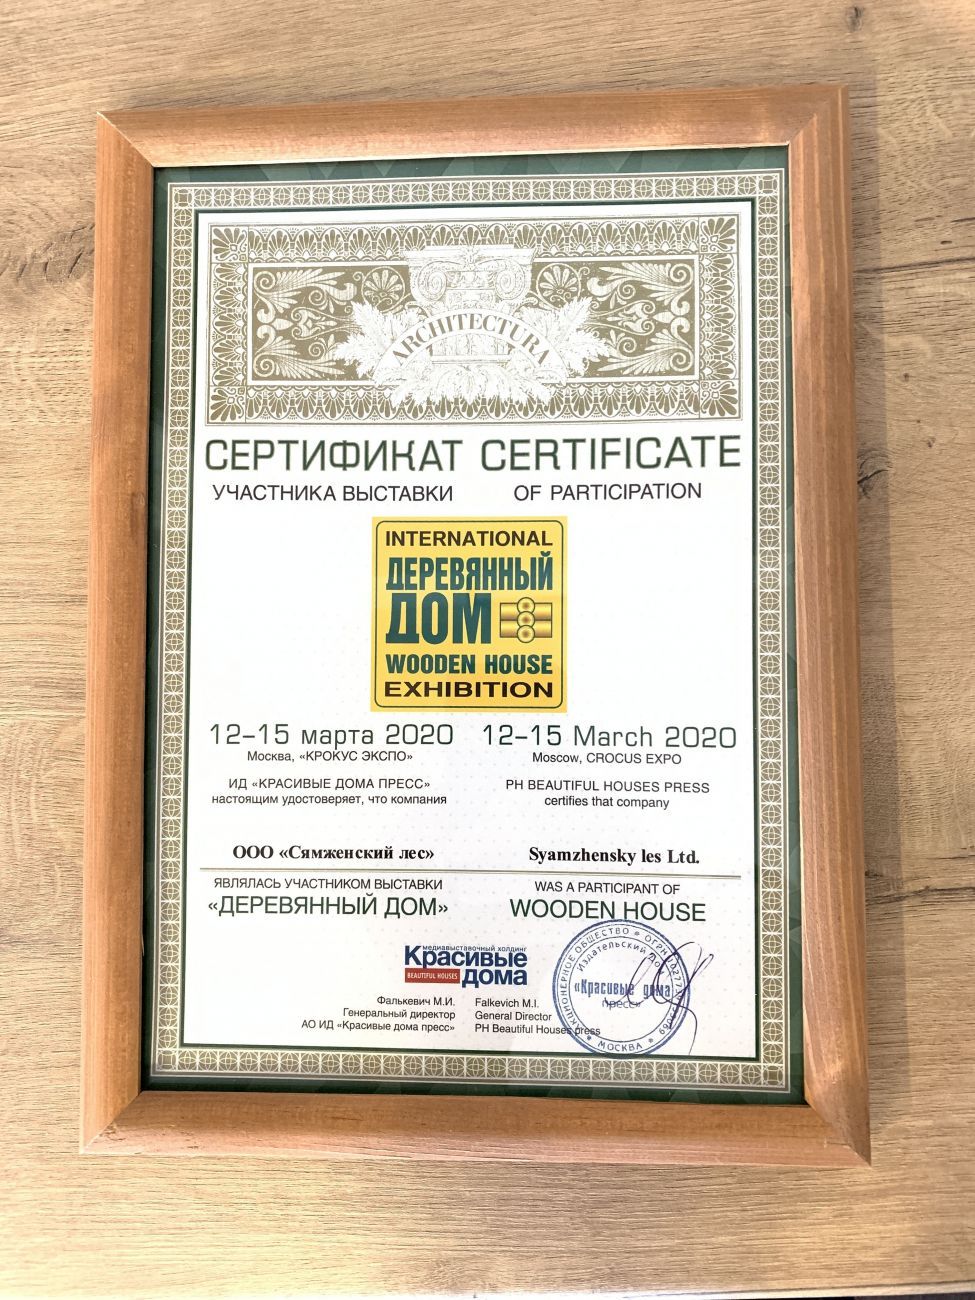 ARCHITECTURA
СЕРТИФИКАТ CERTIFICATE
УЧАСТНИКА ВЫСТАВКИ OF PARTICIPATION
INTERNATIONAL
ДЕРЕВЯННЫЙ
ДОМ
WOODEN HOUSE
EXHIBITION
12–15 марта 2020 12–15 March 2020
Москва, «КРОКУС ЭКСПО» Moscow, CROCUS EXPO
ИД «КРАСИВЫЕ ДОМА ПРЕСС» PH BEAUTIFUL HOUSES PRESS
настоящим удостоверяет, что компания certifies that company
ООО «Сямженский лес» Syamzhensky les Ltd.
ЯВЛЯЛАСЬ УЧАСТНИКОМ ВЫСТАВКИ WAS A PARTICIPANT OF
«ДЕРЕВЯННЫЙ ДОМ» WOODEN HOUSE
медиавыставочный холдинг
Красивые
BEAUTIFUL HOUSES дома
Фалькевич М.И. Falkevich M.I.
Генеральный директор General Director
АО ИД «Красивые дома пресс» PH Beautiful Houses press
АКЦИОНЕРНОЕ ОБЩЕСТВО
Издательский дом
«Красивые дома
пресс»
МОСКВА